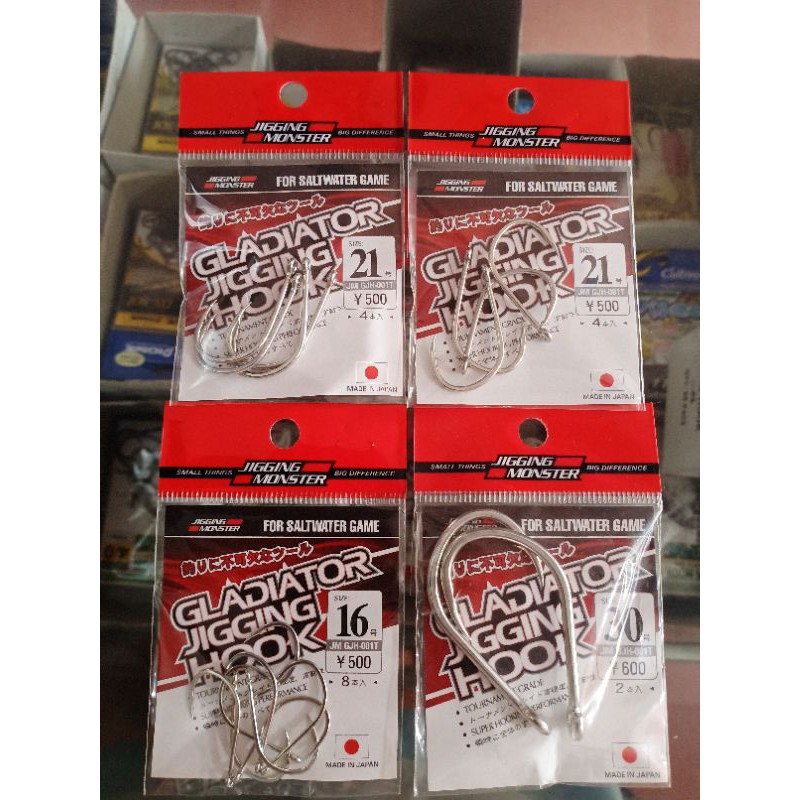 SMALL THINGS JIGGING MONSTER BIG DIFFERENCE
JIGGING MONSTER FOR SALTWATER GAME
釣りに不可欠なツール
GLADIATOR
JIGGING
HOOK
SIZE:
21号
JM GJH-001T
¥500
4本入
MADE IN JAPAN
SMALL THINGS JIGGING MONSTER BIG DIFFERENCE
JIGGING MONSTER FOR SALTWATER GAME
釣りに不可欠なツール
GLADIATOR
JIGGING
HOOK
SIZE:
21号
JM GJH-001T
¥500
4本入
MADE IN JAPAN
SMALL THINGS JIGGING MONSTER BIG DIFFERENCE
JIGGING MONSTER FOR SALTWATER GAME
釣りに不可欠なツール
GLADIATOR
JIGGING
HOOK
SIZE:
16号
JM GJH-001T
¥500
8本入
MADE IN JAPAN
SMALL THINGS JIGGING MONSTER BIG DIFFERENCE
FOR SALTWATER GAME
りに不可欠なツール
GLADIATOR
JIGGING
HOOK
30号
JM GJH-001T
¥600
2本入
• TOURNAMENT GRADE
• SUPER HOOKING PERFORMANCE
MADE IN JAPAN